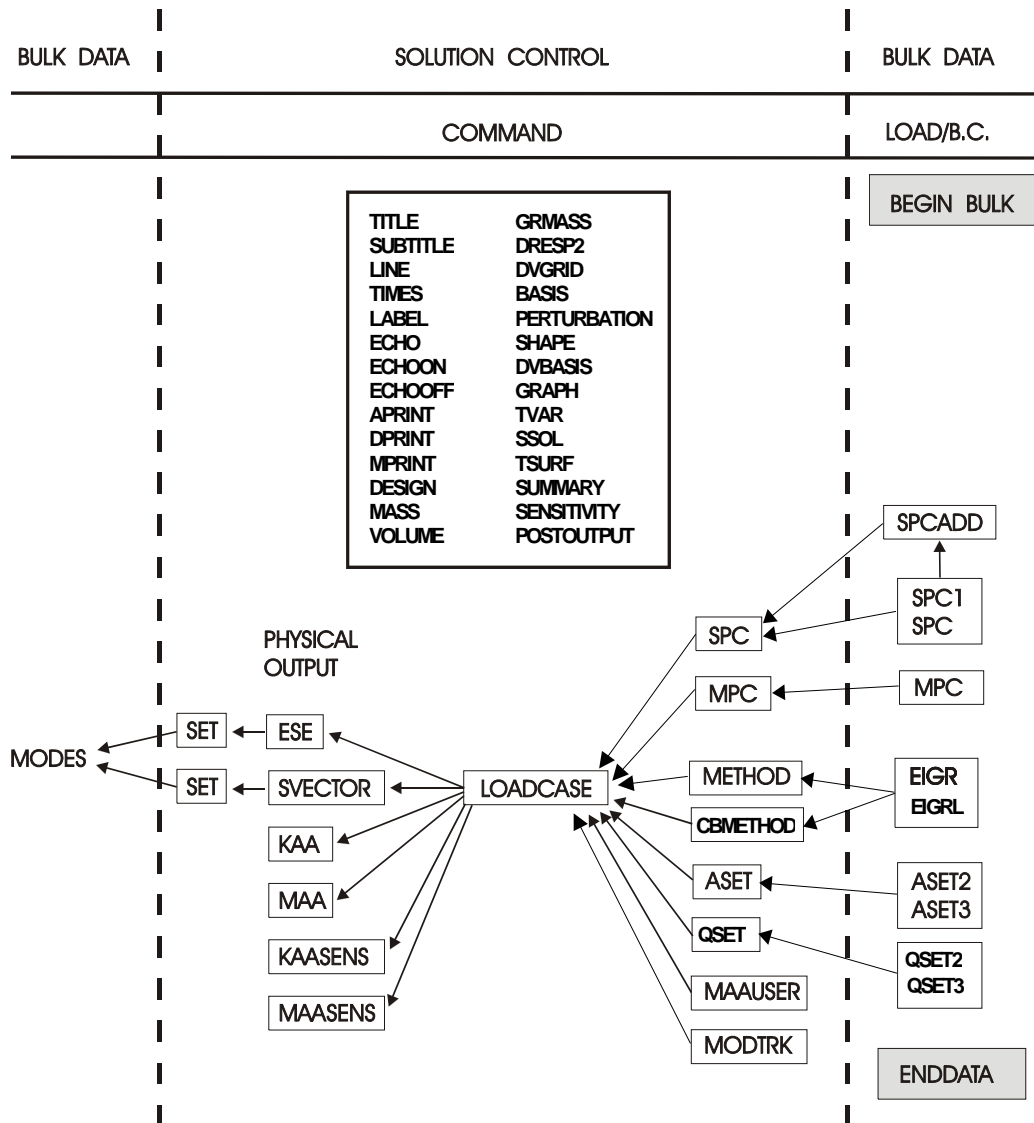 BULK DATA
SOLUTION CONTROL
BULK DATA
COMMAND
LOAD/B.C.
BEGIN BULK
TITLE
SUBTITLE
LINE
TIMES
LABEL
ECHO
ECHOON
ECHOOFF
APRINT
DPRINT
MPRINT
DESIGN
MASS
VOLUME
GRMASS
DRESP2
DVGRID
BASIS
PERTURBATION
SHAPE
DVBASIS
GRAPH
TVAR
SSOL
TSURF
SUMMARY
SENSITIVITY
POSTOUTPUT
SPCADD
SPC1
SPC
SPC
PHYSICAL
OUTPUT
MPC
MPC
MODES
SET
ESE
SET
SVECTOR
LOADCASE
METHOD
EIGR
EIGRL
CBMETHOD
KAA
MAA
KAASENS
MAASENS
ASET
ASET2
ASET3
QSET
QSET2
QSET3
MAAUSER
MODTRK
ENDDATA